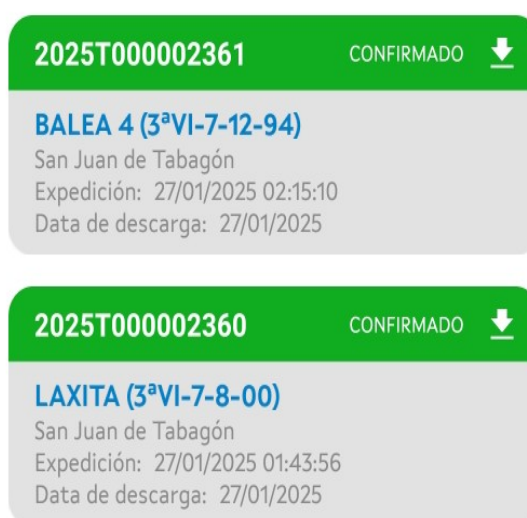 2025T000002361 CONFIRMADO
BALEA 4 (3ªVI-7-12-94)
San Juan de Tabagón
Expedición: 27/01/2025 02:15:10
Data de descarga: 27/01/2025
2025T000002360 CONFIRMADO
LAXITA (3ªVI-7-8-00)
San Juan de Tabagón
Expedición: 27/01/2025 01:43:56
Data de descarga: 27/01/2025